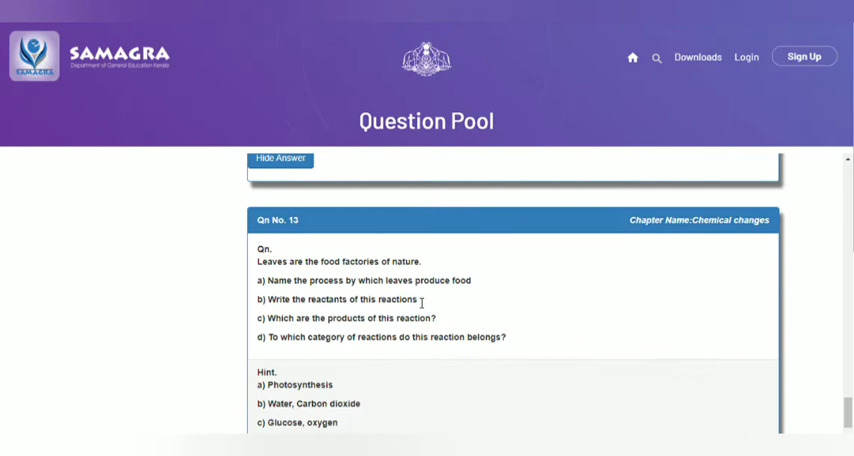 SAMAGRA
Department of General Education Kerala
SAMAGRA
Downloads
Login
Sign Up
Question Pool
Hide Answer
Qn No. 13
Chapter Name:Chemical changes
Qn.
Leaves are the food factories of nature.
a) Name the process by which leaves produce food
b) Write the reactants of this reactions
c) Which are the products of this reaction?
d) To which category of reactions do this reaction belongs?
Hint.
a) Photosynthesis
b) Water, Carbon dioxide
c) Glucose, oxygen